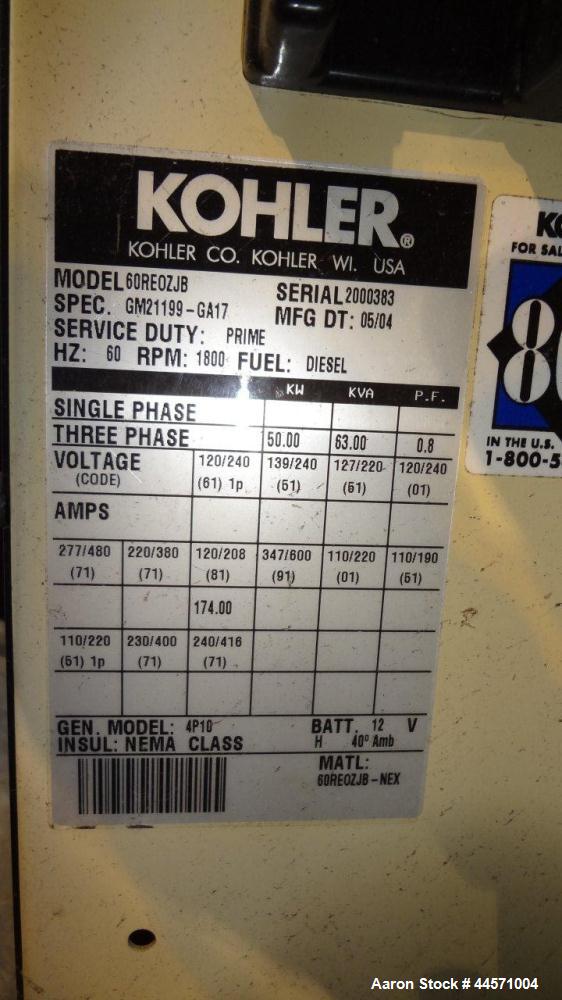 KOHLER®
KOHLER CO. KOHLER WI. USA
MODEL 60REOZJB SERIAL 2000383
SPEC. GM21199-GA17 MFG DT: 05/04
SERVICE DUTY: PRIME
HZ: 60 RPM: 1800 FUEL: DIESEL
KW KVA P.F.
SINGLE PHASE
THREE PHASE 50.00 63.00 0.8
VOLTAGE 120/240 139/240 127/220 120/240
(CODE) (61) 1p (51) (61) (01)
AMPS
277/480 220/380 120/208 347/600 110/220 110/190
(71) (71) (81) (91) (01) (51)
174.00
110/220 230/400 240/416
(61) 1p (71) (71)
GEN. MODEL: 4P10 BATT. 12 V
INSUL: NEMA CLASS H 40° Amb
MATL:
60REOZJB-NEX
FOR SAL
IN THE U.S.
1-800-5
Aaron Stock # 44571004